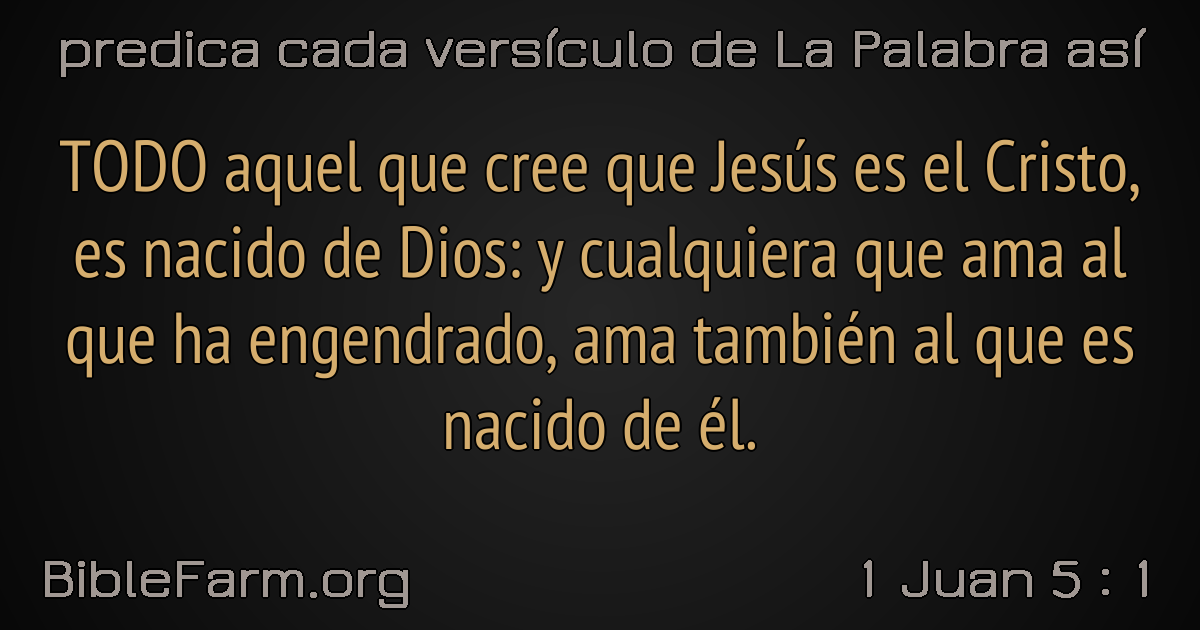 predica cada versículo de La Palabra así
TODO aquel que cree que Jesús es el Cristo,
es nacido de Dios: y cualquiera que ama al
que ha engendrado, ama también al que es
nacido de él.
BibleFarm.org
1 Juan 5 : 1